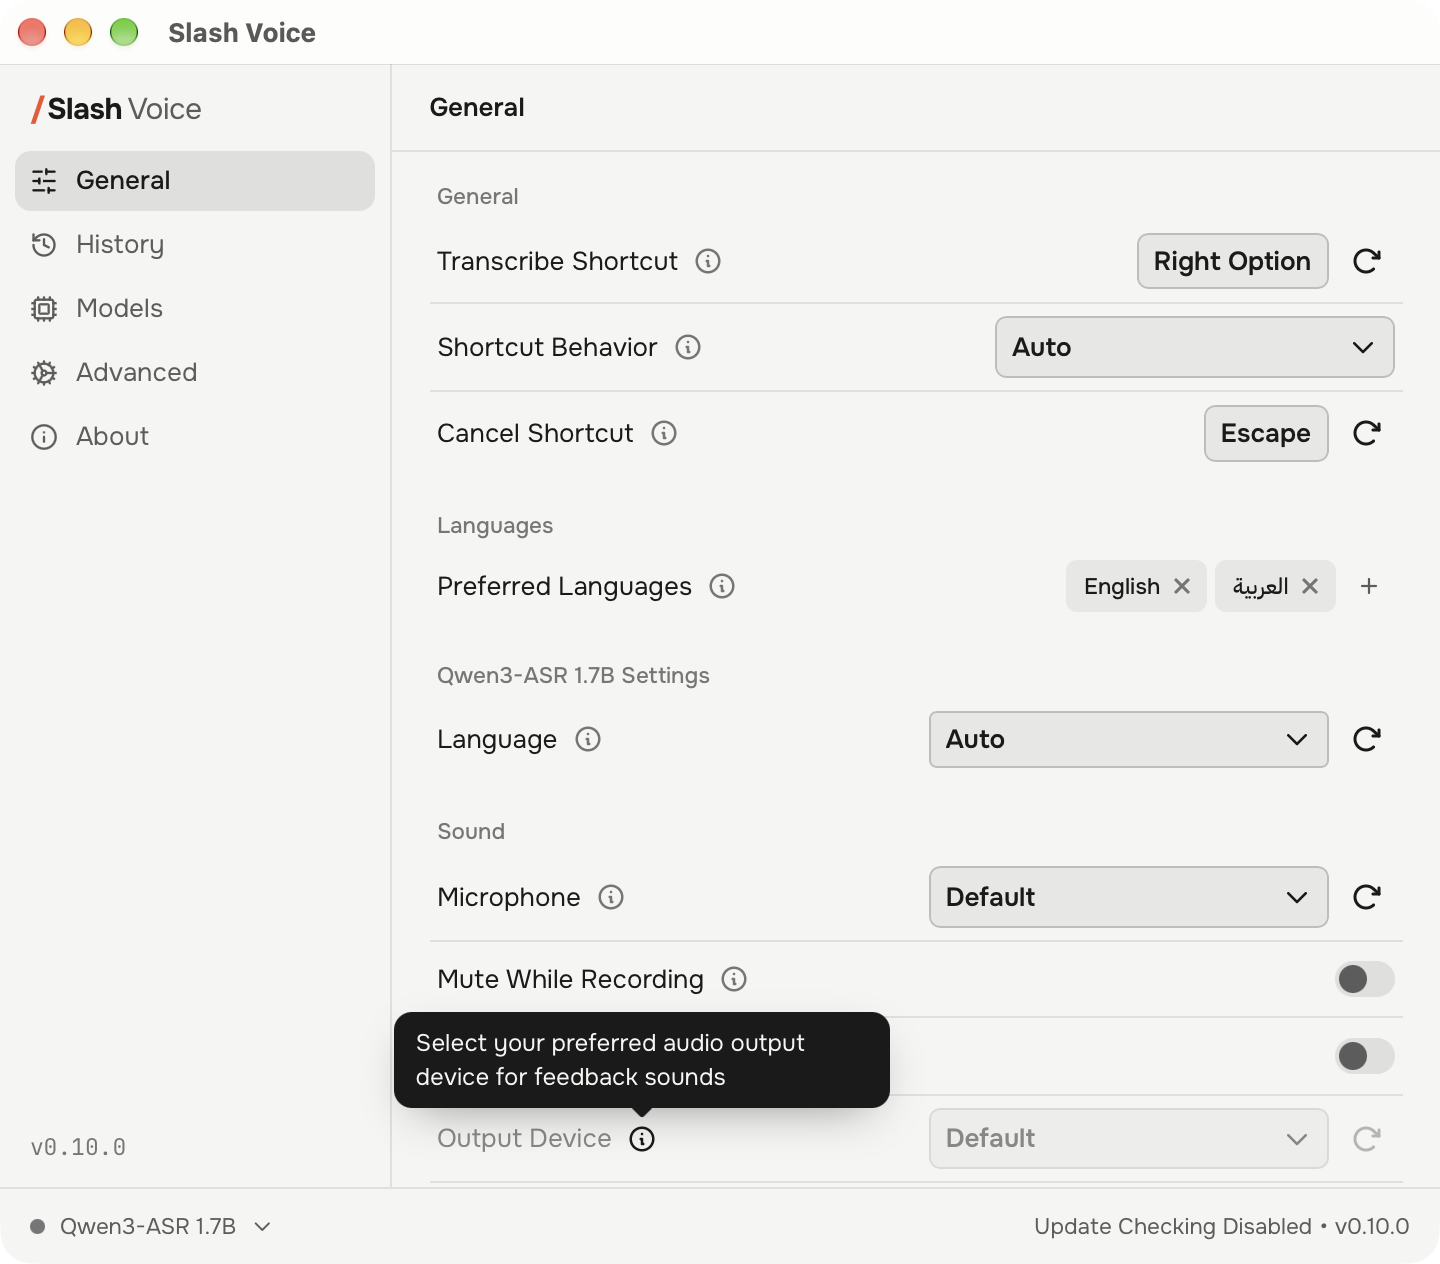 Slash Voice
/Slash Voice
General
History
Models
Advanced
About
v0.10.0
General
General
Transcribe Shortcut
Right Option
Shortcut Behavior
Auto
Cancel Shortcut
Escape
Languages
Preferred Languages
English
العربية
Qwen3-ASR 1.7B Settings
Language
Auto
Sound
Microphone
Default
Mute While Recording
Select your preferred audio output
device for feedback sounds
Output Device
Default
Qwen3-ASR 1.7B
Update Checking Disabled • v0.10.0